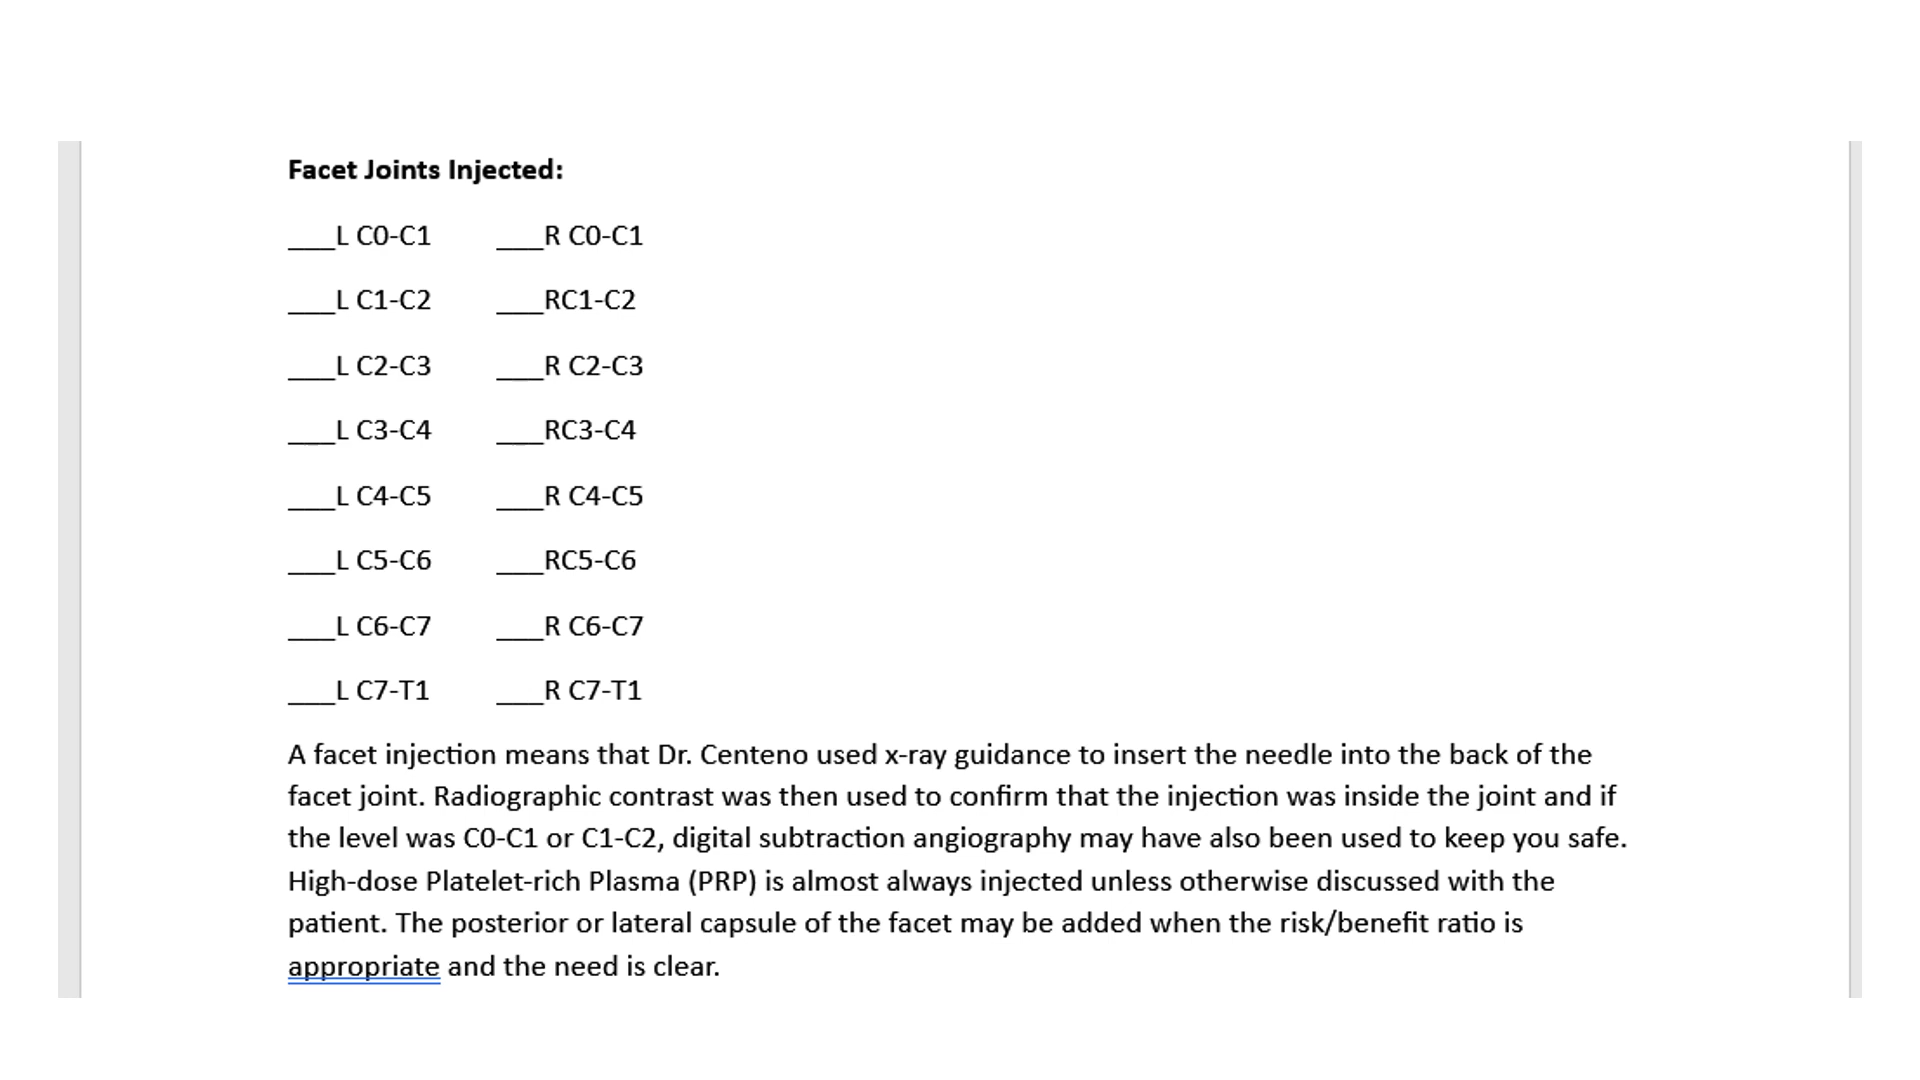 Facet Joints Injected:
___L C0-C1 ___R C0-C1
___L C1-C2 ___RC1-C2
___L C2-C3 ___R C2-C3
___L C3-C4 ___RC3-C4
___L C4-C5 ___R C4-C5
___L C5-C6 ___RC5-C6
___L C6-C7 ___R C6-C7
___L C7-T1 ___R C7-T1
A facet injection means that Dr. Centeno used x-ray guidance to insert the needle into the back of the
facet joint. Radiographic contrast was then used to confirm that the injection was inside the joint and if
the level was C0-C1 or C1-C2, digital subtraction angiography may have also been used to keep you safe.
High-dose Platelet-rich Plasma (PRP) is almost always injected unless otherwise discussed with the
patient. The posterior or lateral capsule of the facet may be added when the risk/benefit ratio is
appropriate and the need is clear.